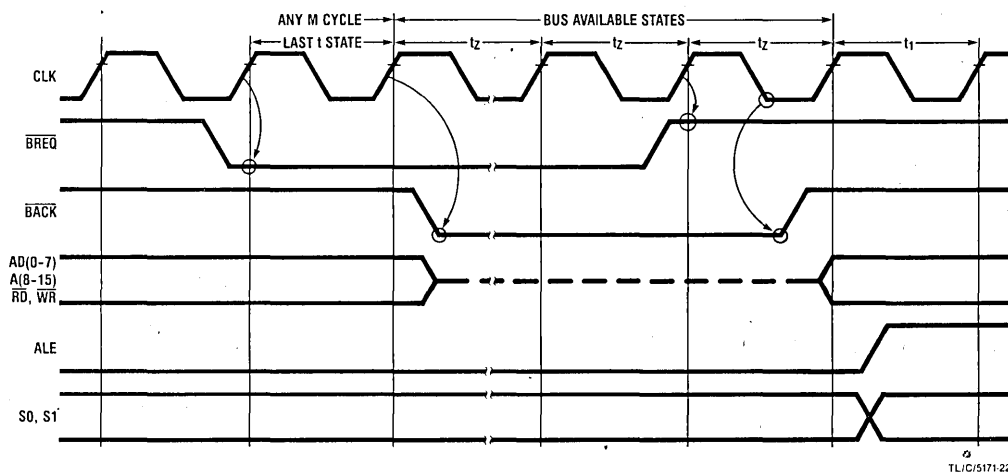 ANY M CYCLE BUS AVAILABLE STATES
LAST t STATE tZ tZ tZ t1
CLK
BREQ
BACK
AD(0-7)
A(8-15)
RD, WR
ALE
S0, S1
TL/C/5171-22